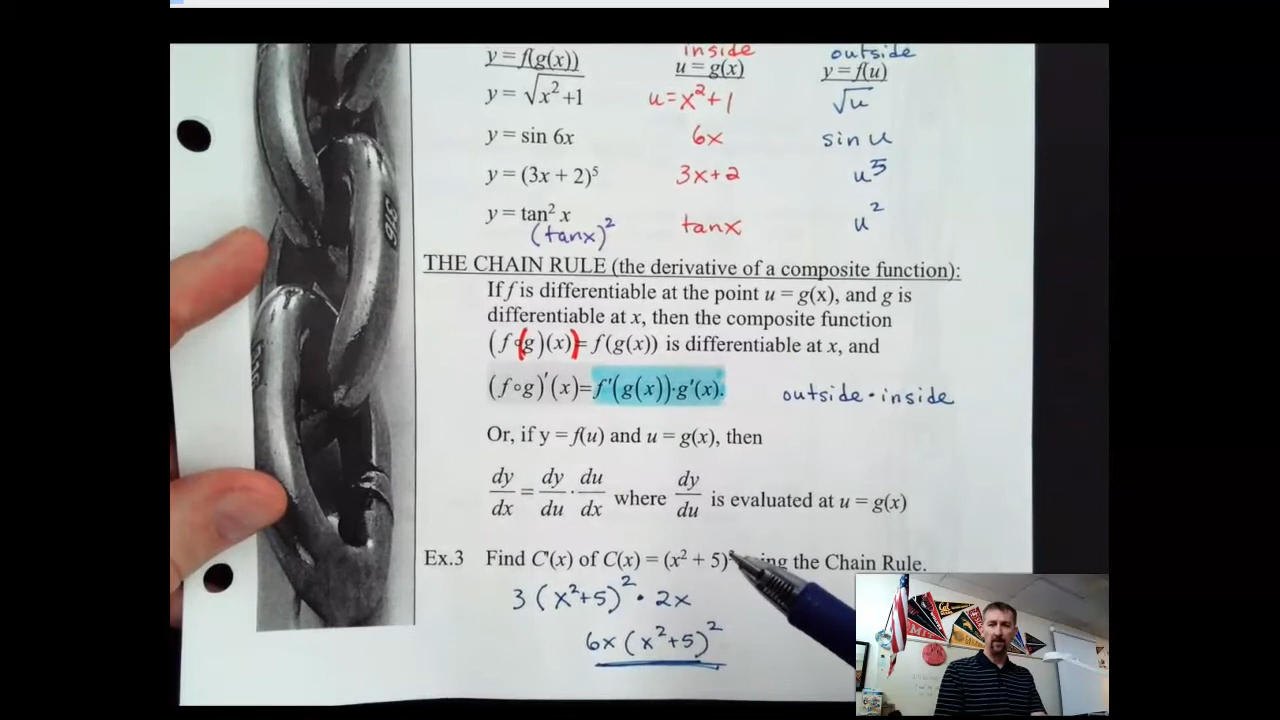 inside outside
y = f(g(x)) u = g(x) y = f(u)
y = √x²+1 u = x²+1 √u
y = sin 6x 6x sin u
y = (3x + 2)⁵ 3x+2 u⁵
y = tan² x tanx u²
(tanx)²
THE CHAIN RULE (the derivative of a composite function):
If f is differentiable at the point u = g(x), and g is
differentiable at x, then the composite function
(f∘g)(x) = f(g(x)) is differentiable at x, and
(f∘g)′(x)=f′(g(x))·g′(x). outside · inside
Or, if y = f(u) and u = g(x), then
dy/dx = dy/du · du/dx where dy/du is evaluated at u = g(x)
Ex.3 Find C′(x) of C(x) = (x² + 5) the Chain Rule.
3(x²+5)² · 2x
6x(x²+5)²